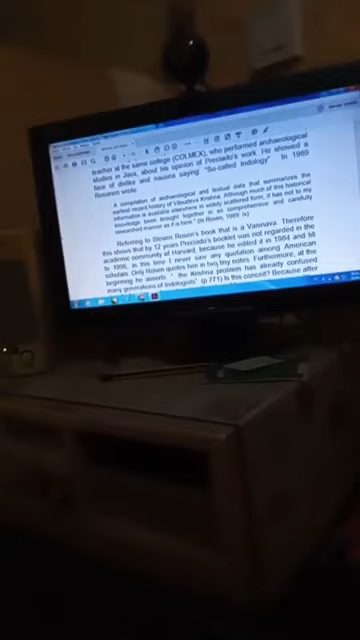 teacher at the same college (COLMEX), who performed archaeological
studies in Java, about his opinion of Preciado's work. He showed a
face of dislike and nausea saying "So-called Indology" In 1989
Rosen wrote
A compilation of archaeological and textual data that summarizes the
earliest record history of Vāsudeva Krishna. Although much of this historical
information is available elsewhere in widely scattered form, it has not to my
knowledge been brought together in so comprehensive and carefully
researched manner as it is here " (in Rosen, 1989 ix)
Referring to Steven Rosen's book that is a Vaisnava Therefore
this shows that by 12 years Preciado's booklet was not regarded in the
academic community of Harvard, because he edited it in 1984 and till
to 1996, in this time I never saw any quotation among American
scholars. Only Rosen quotes him in two tiny notes. Furthermore, at the
beginning he asserts " the Krishna problem has already confused
many generations of Indologists" (p 771) Is this conceit? Because after